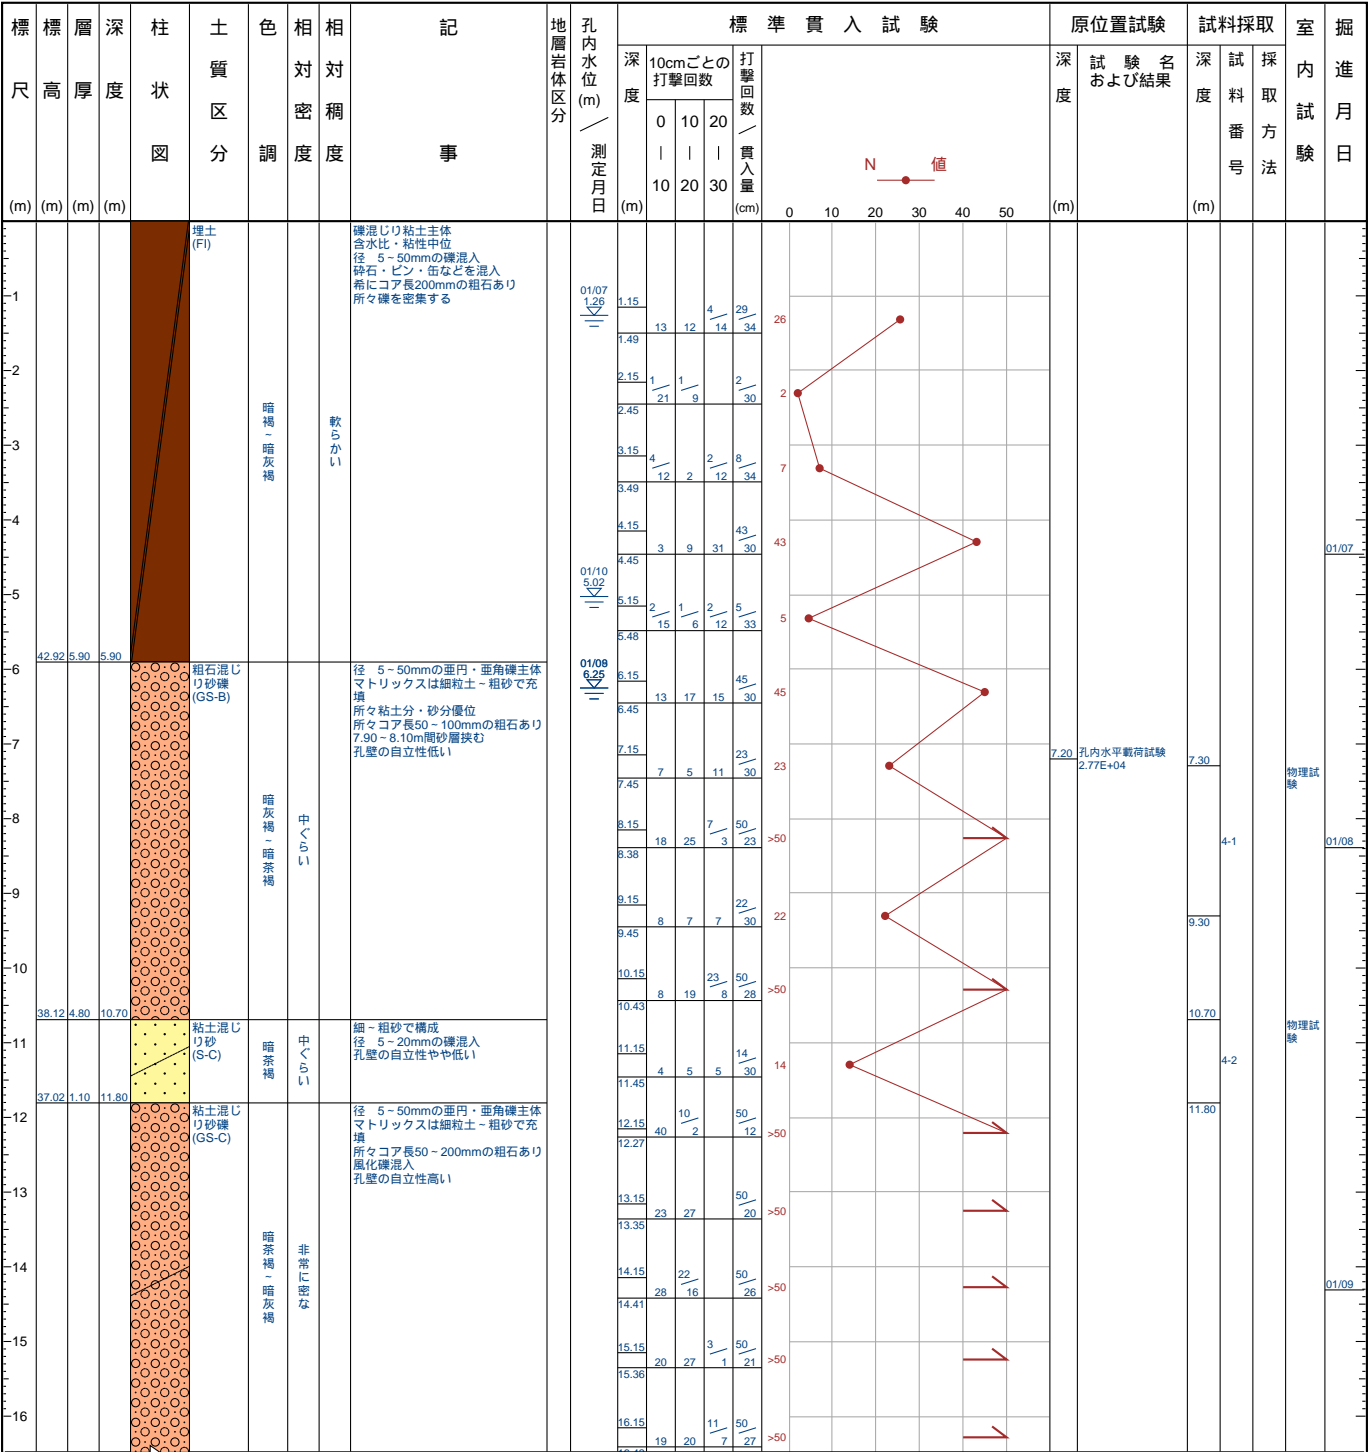 標尺 (m)
標高 (m)
層厚 (m)
深度 (m)
柱状図
土質区分
色調
相対密度
相対稠度
記事
地層岩体区分
孔内水位(m)／測定月日
標準貫入試験
深度 (m)
10cmごとの
打撃回数
0 10 20
| | |
10 20 30
打撃回数／貫入量 (cm)
N 値
0 10 20 30 40 50
原位置試験
深度 (m)
試験名
および結果
試料採取
深度 (m)
試料番号
採取方法
室内試験
掘進月日
1
2
3
4
5
6
7
8
9
10
11
12
13
14
15
16
42.92 5.90 5.90
38.12 4.80 10.70
37.02 1.10 11.80
埋土
(FI)
暗褐~暗灰褐
軟らかい
礫混じり粘土主体
含水比・粘性中位
径 5~50mmの礫混入
砕石・ビン・缶などを混入
希にコア長200mmの粗石あり
所々礫を密集する
粗石混じ
り砂礫
(GS-B)
暗灰褐~暗茶褐
中ぐらい
径 5~50mmの亜円・亜角礫主体
マトリックスは細粒土~粗砂で充
填
所々粘土分・砂分優位
所々コア長50~100mmの粗石あり
7.90~8.10m間砂層挟む
孔壁の自立性低い
粘土混じ
り砂
(S-C)
暗茶褐
中ぐらい
細~粗砂で構成
径 5~20mmの礫混入
孔壁の自立性やや低い
粘土混じ
り砂礫
(GS-C)
暗茶褐~暗灰褐
非常に密な
径 5~50mmの亜円・亜角礫主体
マトリックスは細粒土~粗砂で充
填
所々コア長50~200mmの粗石あり
風化礫混入
孔壁の自立性高い
01/07
1.26
01/10
5.02
6.25
1.15 13 12 4/14 29/34 26
1.49
2.15 1/21 1/9 2/30 2
2.45
3.15 4/12 2 2/12 8/34 7
3.49
4.15 3 9 31 43/30 43
4.45
5.15 2/15 1/6 2/12 5/33 5
5.48
6.15 13 17 15 45/30 45
6.45
7.15 7 5 11 23/30 23
7.45
8.15 18 25 7/3 50/23 >50
8.38
9.15 8 7 7 22/30 22
9.45
10.15 8 19 23/8 50/28 >50
10.43
11.15 4 5 5 14/30 14
11.45
12.15 40 10/2 50/12 >50
12.27
13.15 23 27 50/20 >50
13.35
14.15 28 22/16 50/26 >50
14.41
15.15 20 27 3/1 50/21 >50
15.36
16.15 19 20 11/7 50/27 >50
7.20 孔内水平載荷試験
2.77E+04
7.30
4-1
9.30
10.70
4-2
11.80
物理試
験
物理試
験
01/07
01/08
01/09